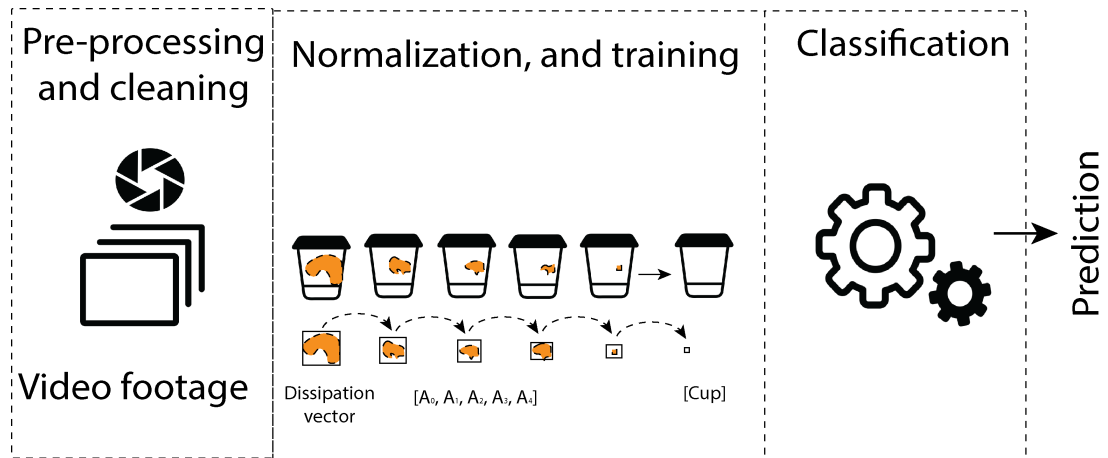 Pre-processing
and cleaning
Normalization, and training
Classification
Prediction
Video footage
Dissipation
vector
[A₀, A₁, A₂, A₃, A₄]
[Cup]